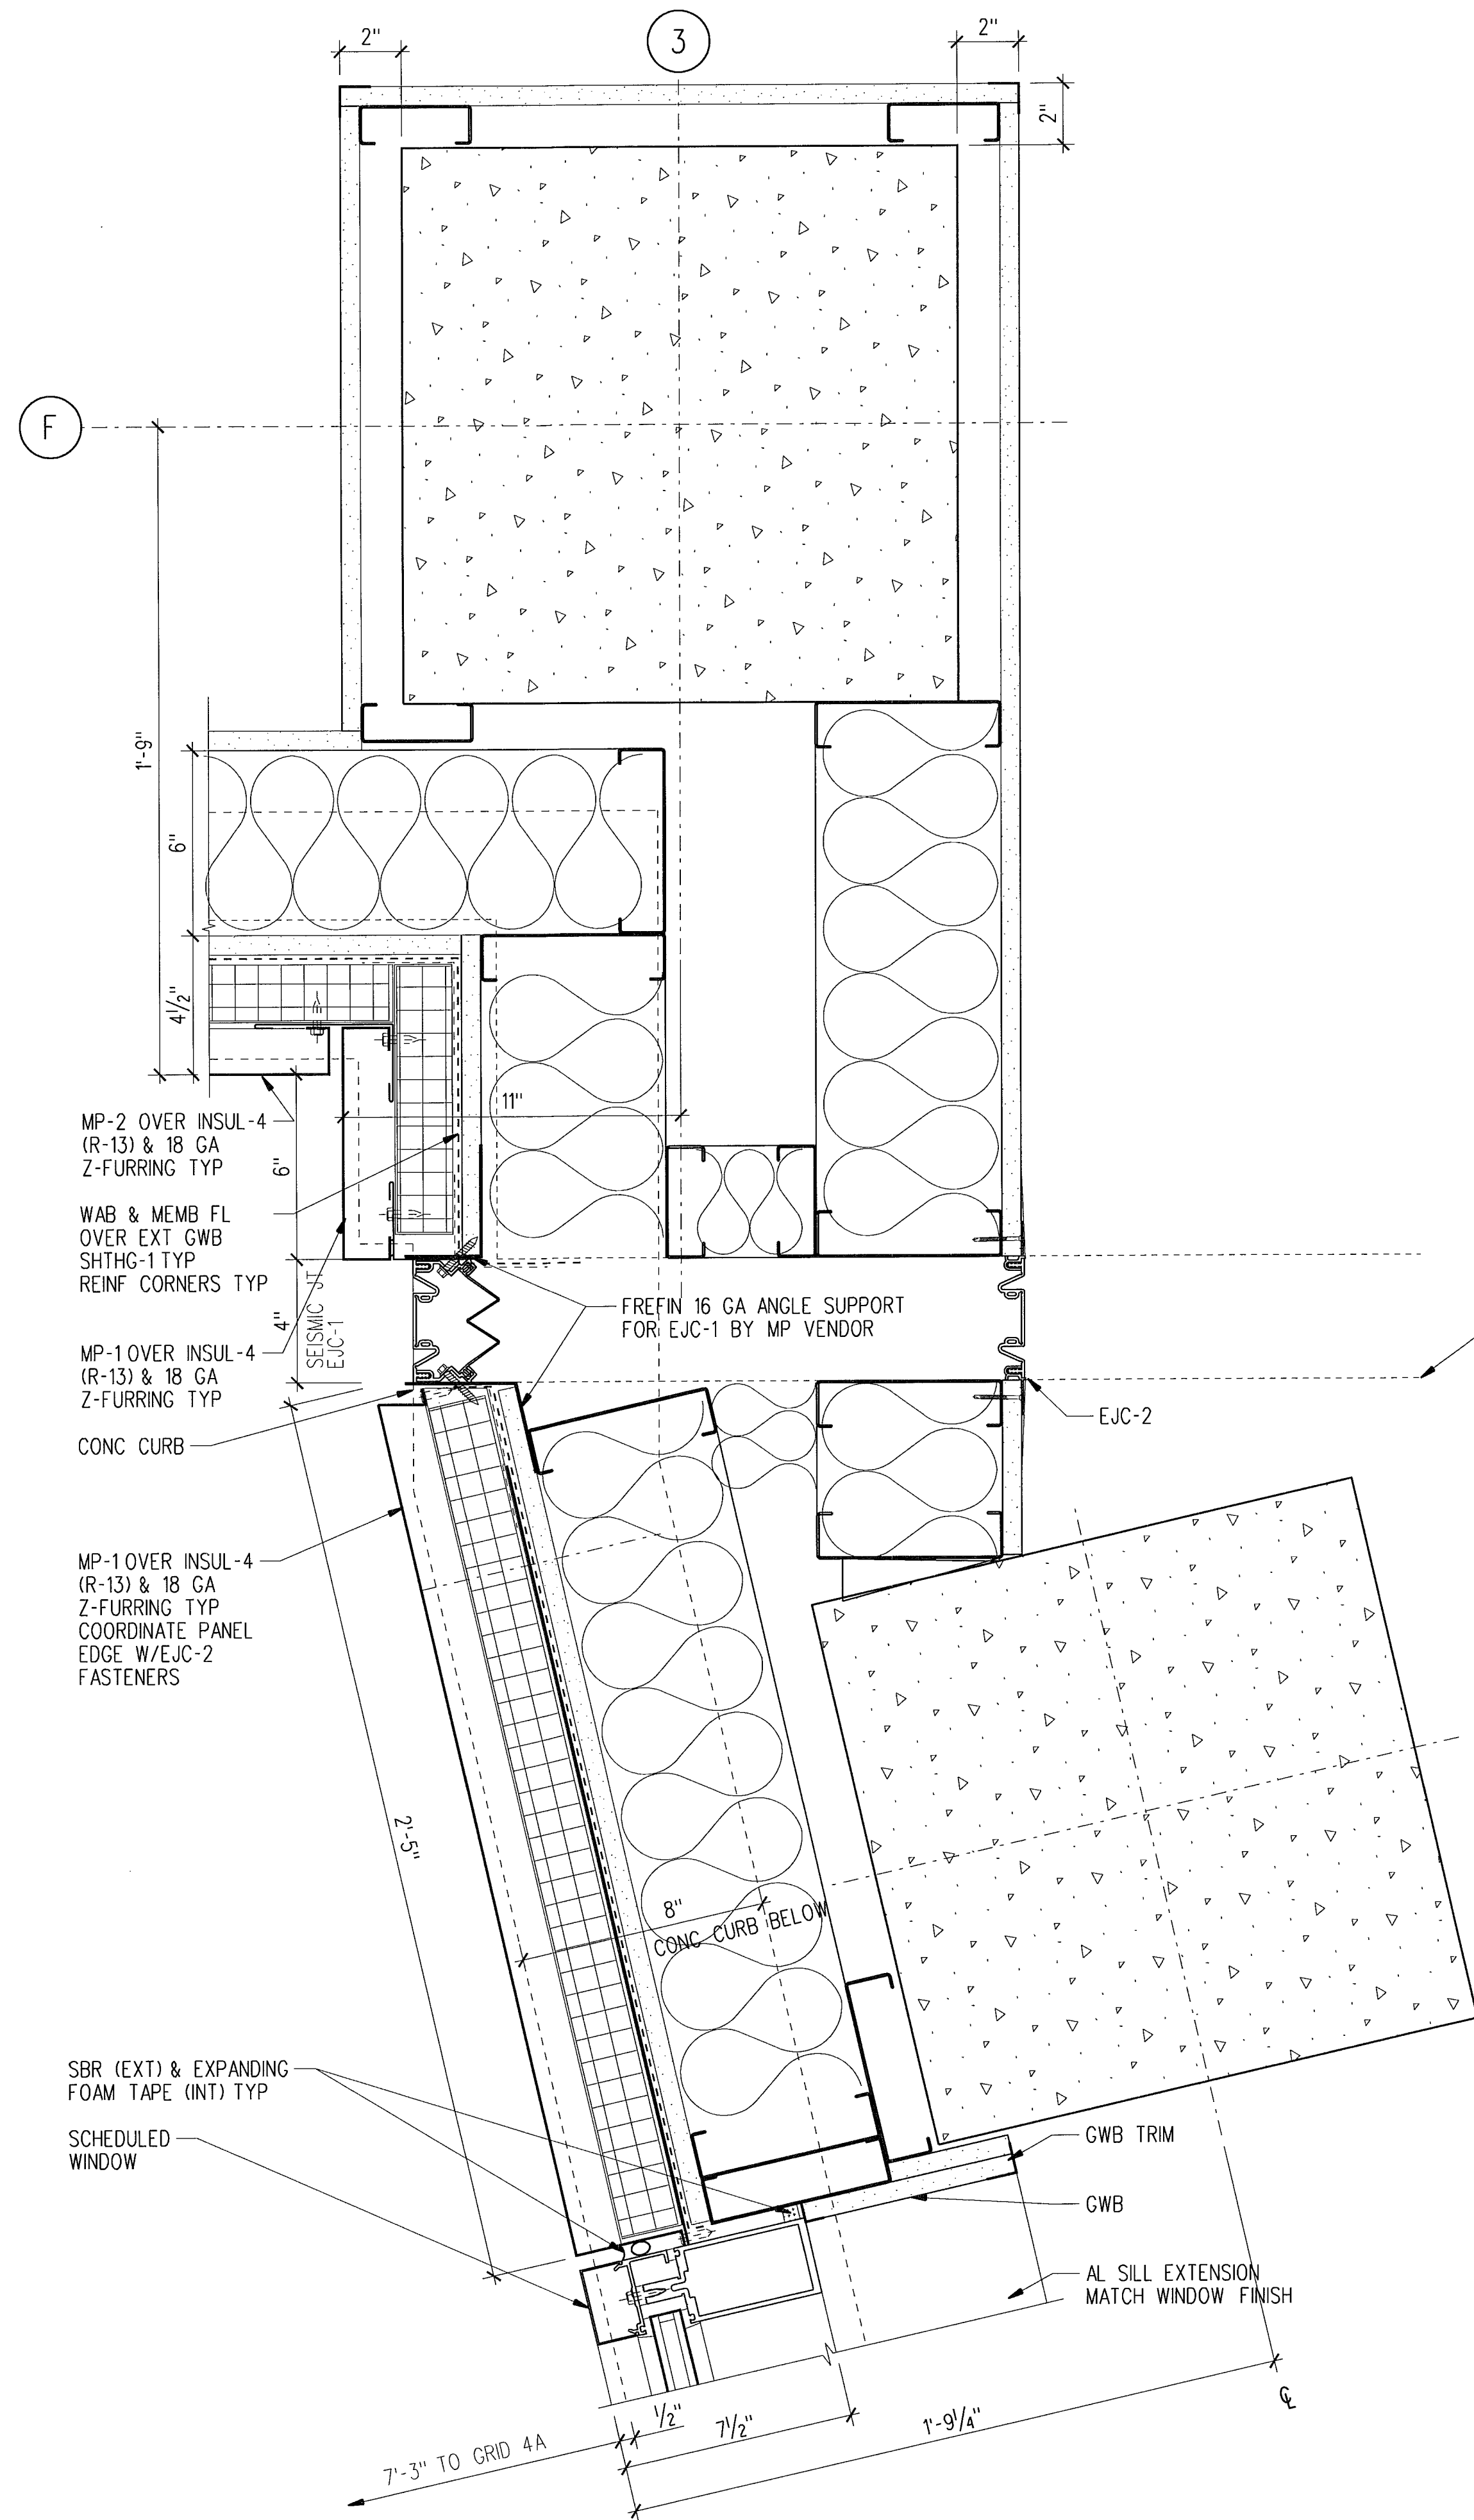 2"
3
2"
2"
F
1'-9"
6"
4 1/2"
11"
MP-2 OVER INSUL-4
(R-13) & 18 GA
Z-FURRING TYP
6"
WAB & MEMB FL
OVER EXT GWB
SHTHG-1 TYP
REINF CORNERS TYP
4"
SEISMIC JT
EJC-1
FREFIN 16 GA ANGLE SUPPORT
FOR EJC-1 BY MP VENDOR
MP-1 OVER INSUL-4
(R-13) & 18 GA
Z-FURRING TYP
EJC-2
CONC CURB
MP-1 OVER INSUL-4
(R-13) & 18 GA
Z-FURRING TYP
COORDINATE PANEL
EDGE W/EJC-2
FASTENERS
2'-5"
8"
CONC CURB BELOW
SBR (EXT) & EXPANDING
FOAM TAPE (INT) TYP
SCHEDULED
WINDOW
GWB TRIM
GWB
AL SILL EXTENSION
MATCH WINDOW FINISH
1/2"
7 1/2"
1'-9 1/4"
℄
7'-3" TO GRID 4A